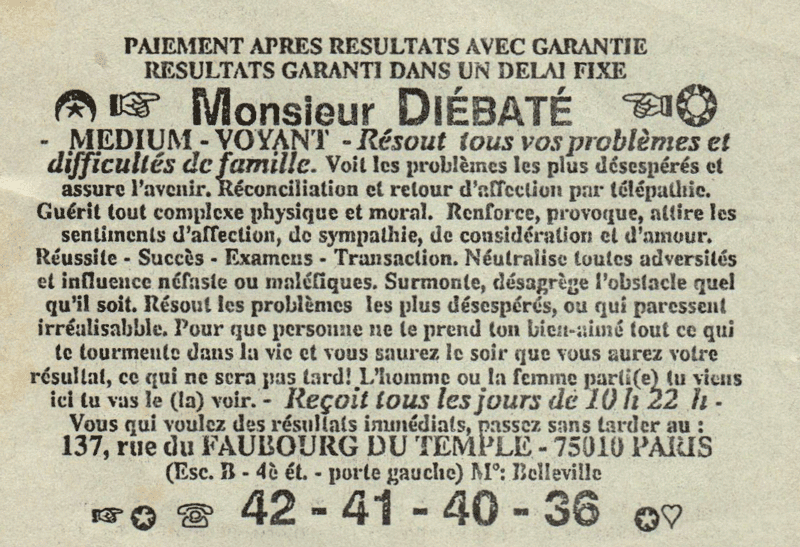 PAIEMENT APRES RESULTATS AVEC GARANTIE
RESULTATS GARANTI DANS UN DELAI FIXE
Monsieur DIÉBATÉ
- MEDIUM - VOYANT - Résout tous vos problèmes et
difficultés de famille. Voit les problèmes les plus désespérés et
assure l'avenir. Réconciliation et retour d'affection par télépathie.
Guérit tout complexe physique et moral. Renforce, provoque, attire les
sentiments d'affection, de sympathie, de considération et d'amour.
Réussite - Succès - Examens - Transaction. Néutralise toutes adversités
et influence néfaste ou maléfiques. Surmonte, désagrège l'obstacle quel
qu'il soit. Résout les problèmes les plus désespérés, ou qui paressent
irréalisabble. Pour que personne ne te prend ton bien-aimé tout ce qui
te tourmente dans la vie et vous saurez le soir que vous aurez votre
résultat, ce qui ne sera pas tard! L'homme ou la femme parti(e) tu viens
ici tu vas le (la) voir. - Reçoit tous les jours de 10 h 22 h -
Vous qui voulez des résultats immédiats, passez sans tarder au :
137, rue du FAUBOURG DU TEMPLE - 75010 PARIS
(Esc. B - 4è ét. - porte gauche) M°: Belleville
42 - 41 - 40 - 36